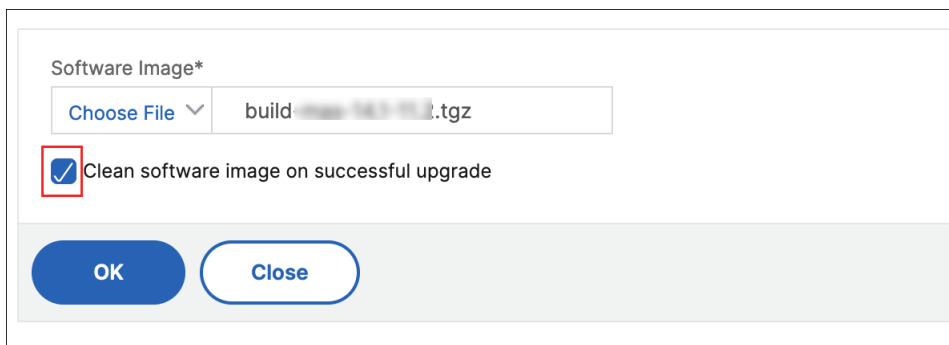 Software Image*
Choose File build- .tgz
Clean software image on successful upgrade
OK Close